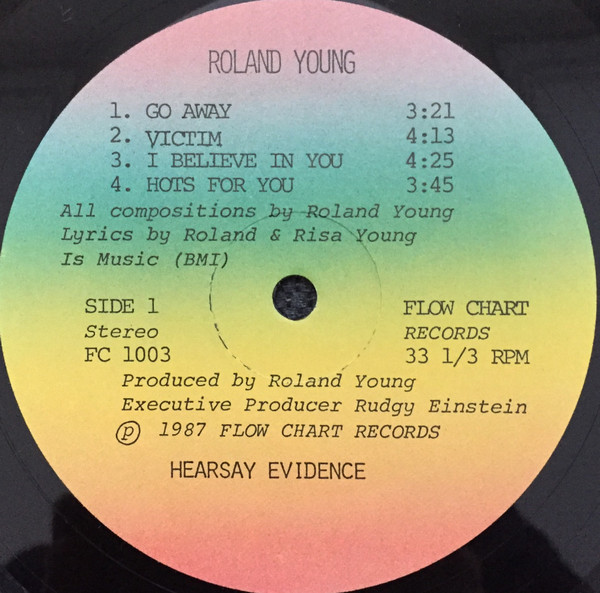 ROLAND YOUNG
1. GO AWAY 3:21
2. VICTIM 4:13
3. I BELIEVE IN YOU 4:25
4. HOTS FOR YOU 3:45
All compositions by Roland Young
Lyrics by Roland & Risa Young
Is Music (BMI)
SIDE 1 FLOW CHART
Stereo RECORDS
FC 1003 33 1/3 RPM
Produced by Roland Young
Executive Producer Rudgy Einstein
℗ 1987 FLOW CHART RECORDS
HEARSAY EVIDENCE